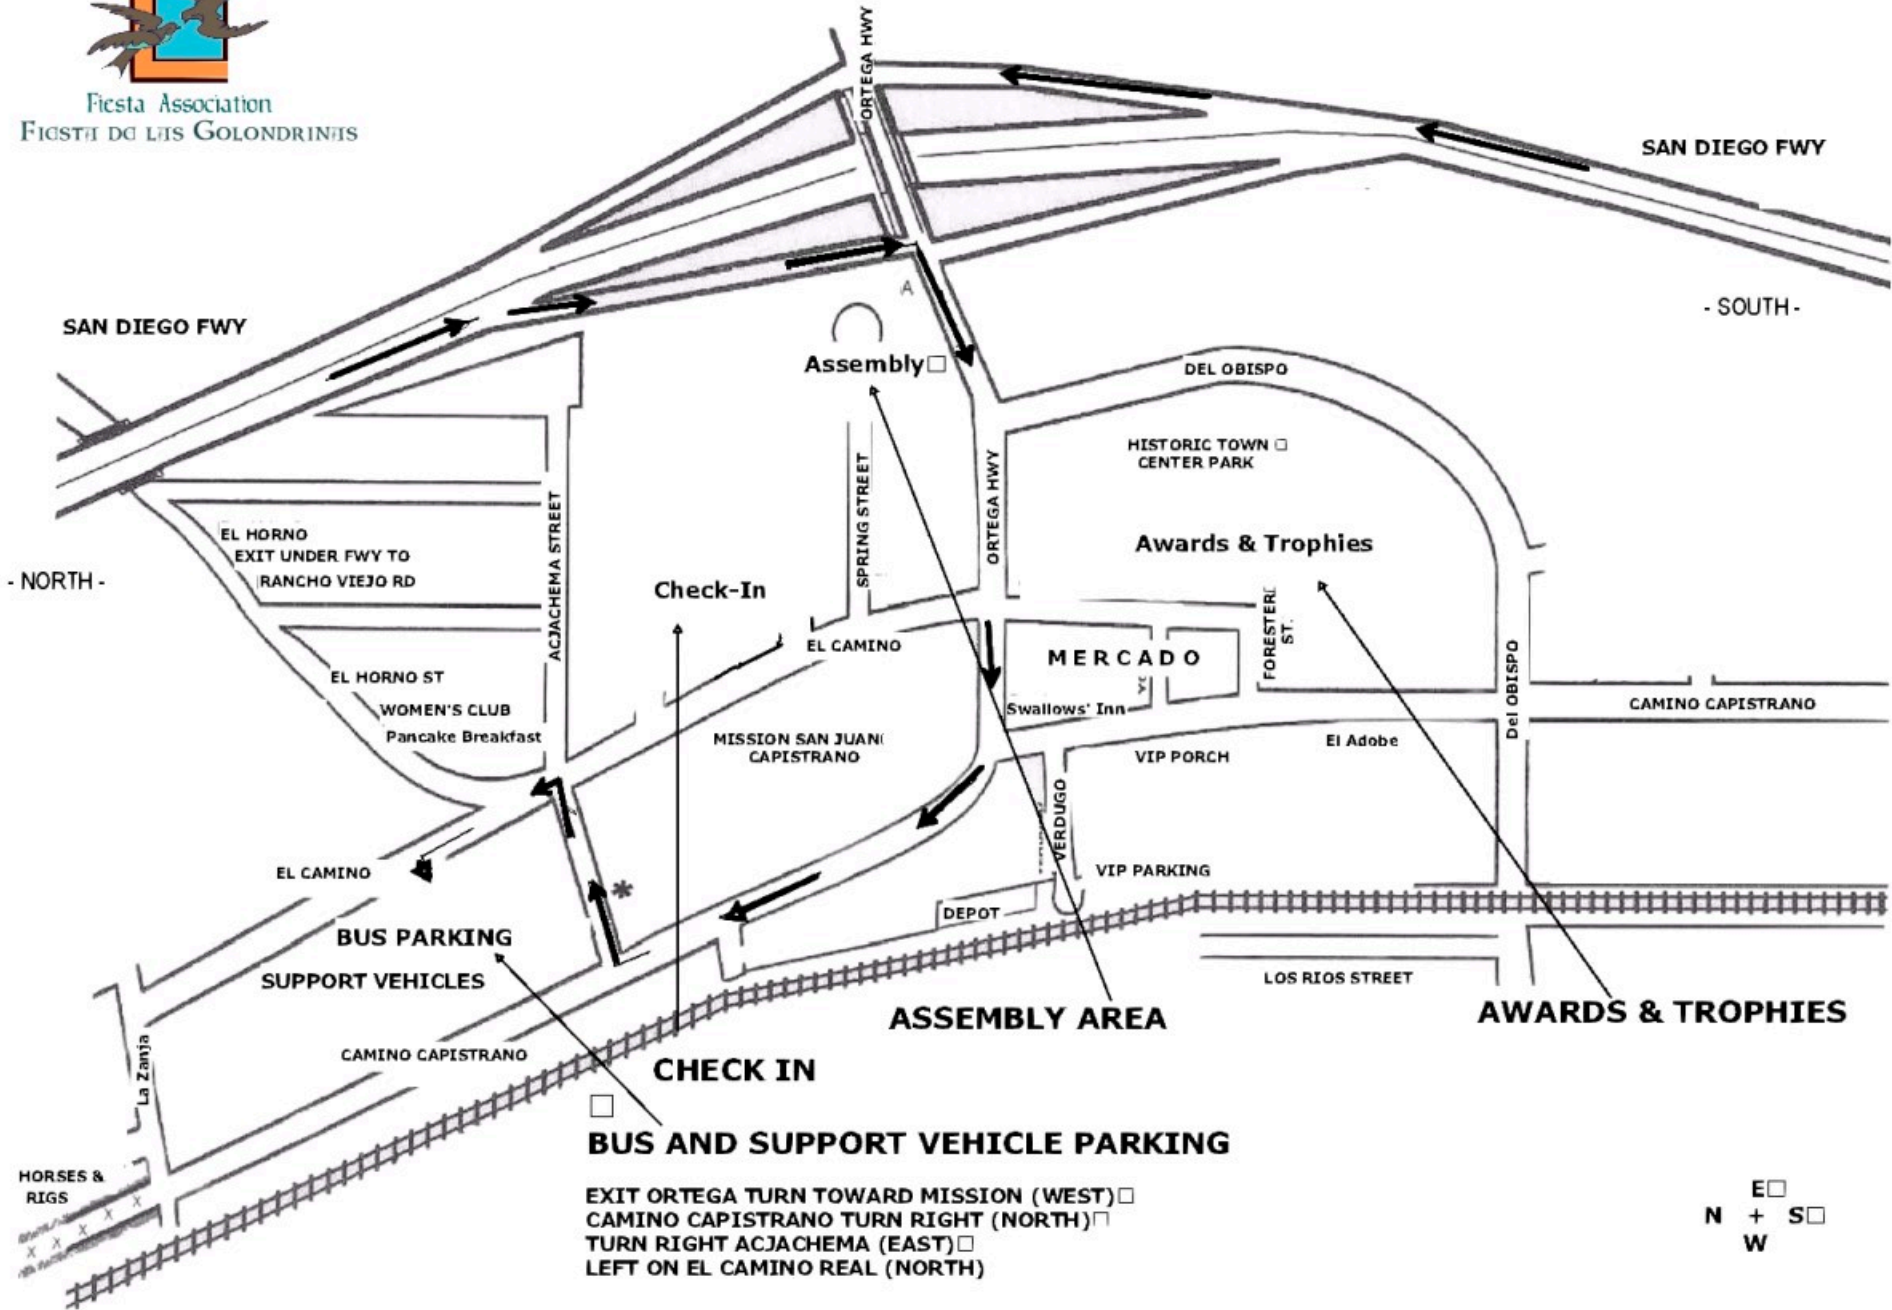 Fiesta Association
FIESTA DE LAS GOLONDRINAS
ORTEGA HWY
SAN DIEGO FWY
- SOUTH -
SAN DIEGO FWY
A
Assembly
DEL OBISPO
HISTORIC TOWN
CENTER PARK
ORTEGA HWY
SPRING STREET
ACJACHEMA STREET
EL HORNO
EXIT UNDER FWY TO
RANCHO VIEJO RD
- NORTH -
Awards & Trophies
Check-In
EL CAMINO
MERCADO
FORESTER
ST.
Del OBISPO
EL HORNO ST
WOMEN'S CLUB
Pancake Breakfast
MISSION SAN JUAN
CAPISTRANO
Swallows' Inn
CAMINO CAPISTRANO
El Adobe
VIP PORCH
VERDUGO
VIP PARKING
EL CAMINO
*
DEPOT
BUS PARKING
SUPPORT VEHICLES
LOS RIOS STREET
ASSEMBLY AREA
AWARDS & TROPHIES
La Zanja
CAMINO CAPISTRANO
CHECK IN
BUS AND SUPPORT VEHICLE PARKING
HORSES &
RIGS
X X X X X X
EXIT ORTEGA TURN TOWARD MISSION (WEST)
CAMINO CAPISTRANO TURN RIGHT (NORTH)
TURN RIGHT ACJACHEMA (EAST)
LEFT ON EL CAMINO REAL (NORTH)
E
N + S
W